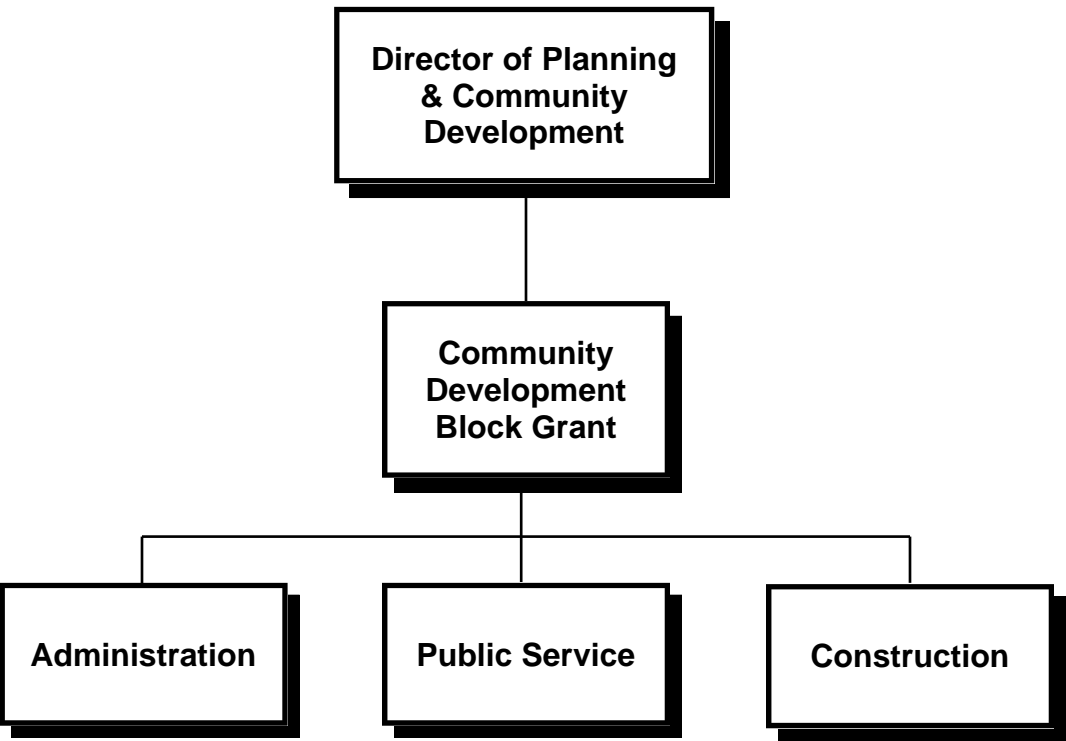 Director of Planning
& Community
Development
Community
Development
Block Grant
Administration
Public Service
Construction